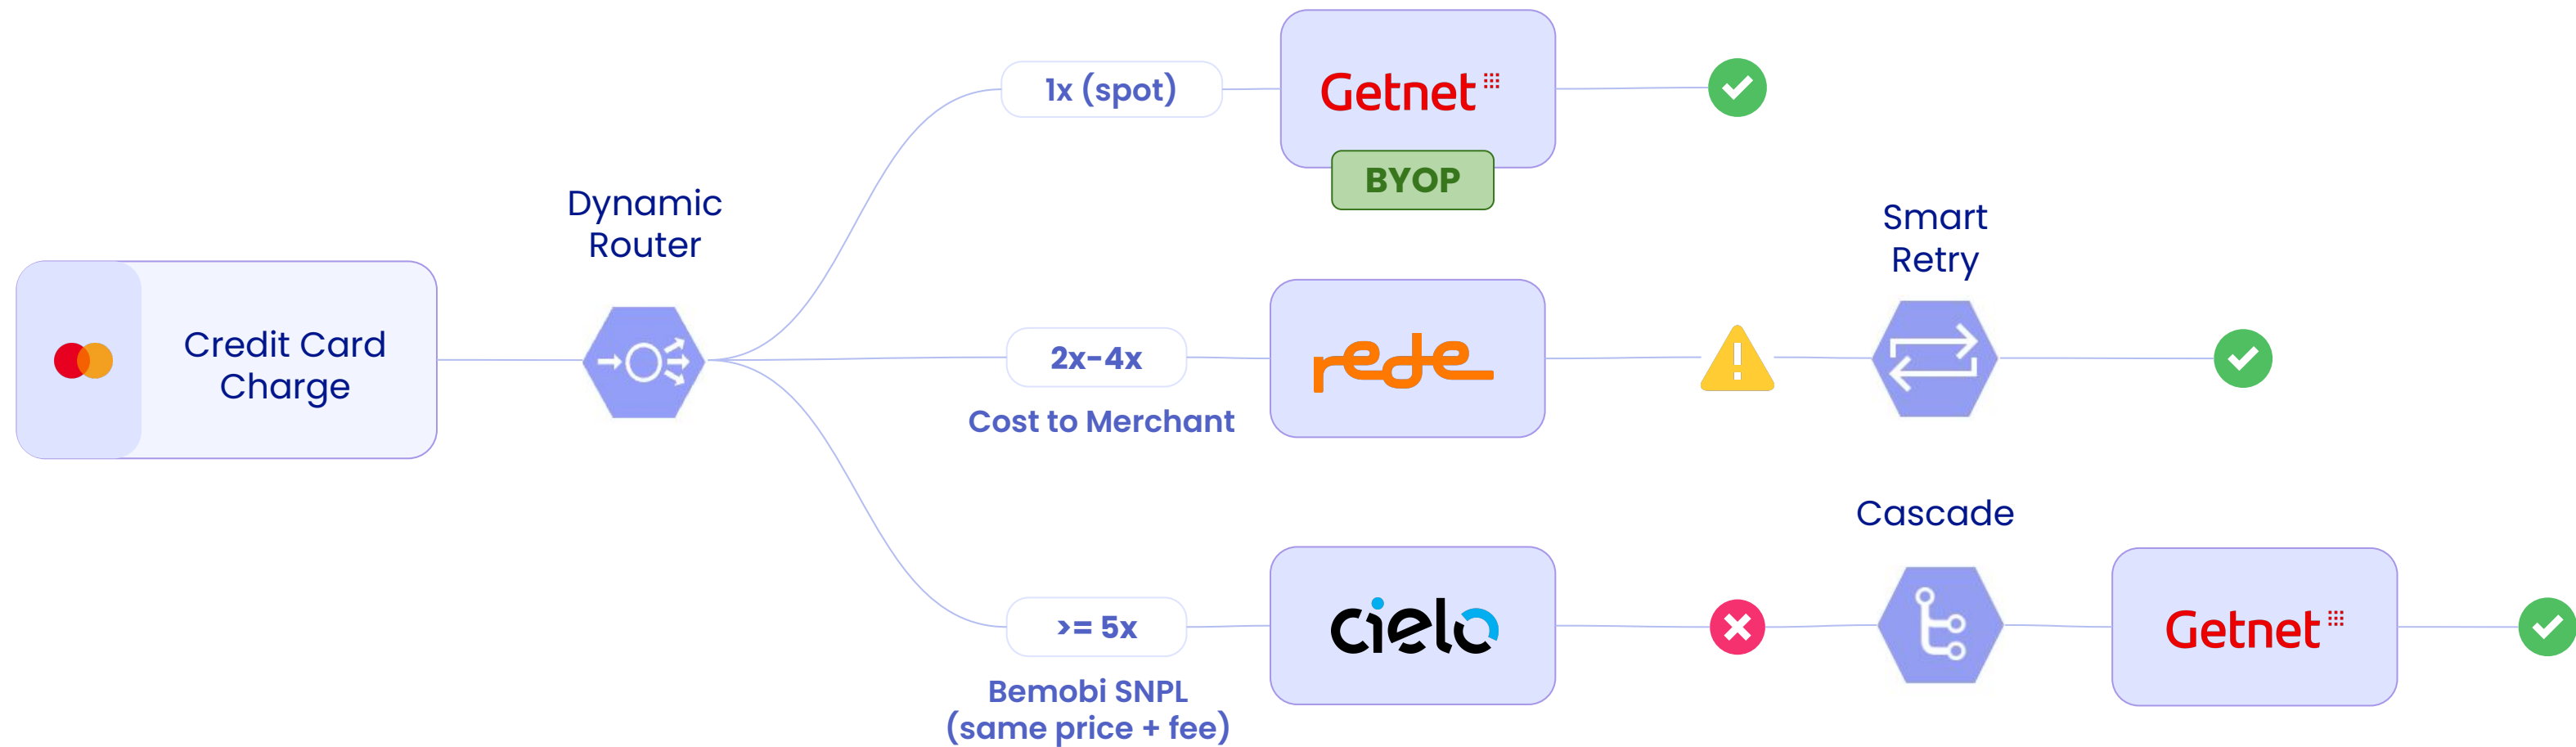 1x (spot)
Getnet
BYOP
Dynamic
Router
Smart
Retry
Credit Card
Charge
2x-4x
rede
Cost to Merchant
Cascade
>= 5x
cielo
Getnet
Bemobi SNPL
(same price + fee)